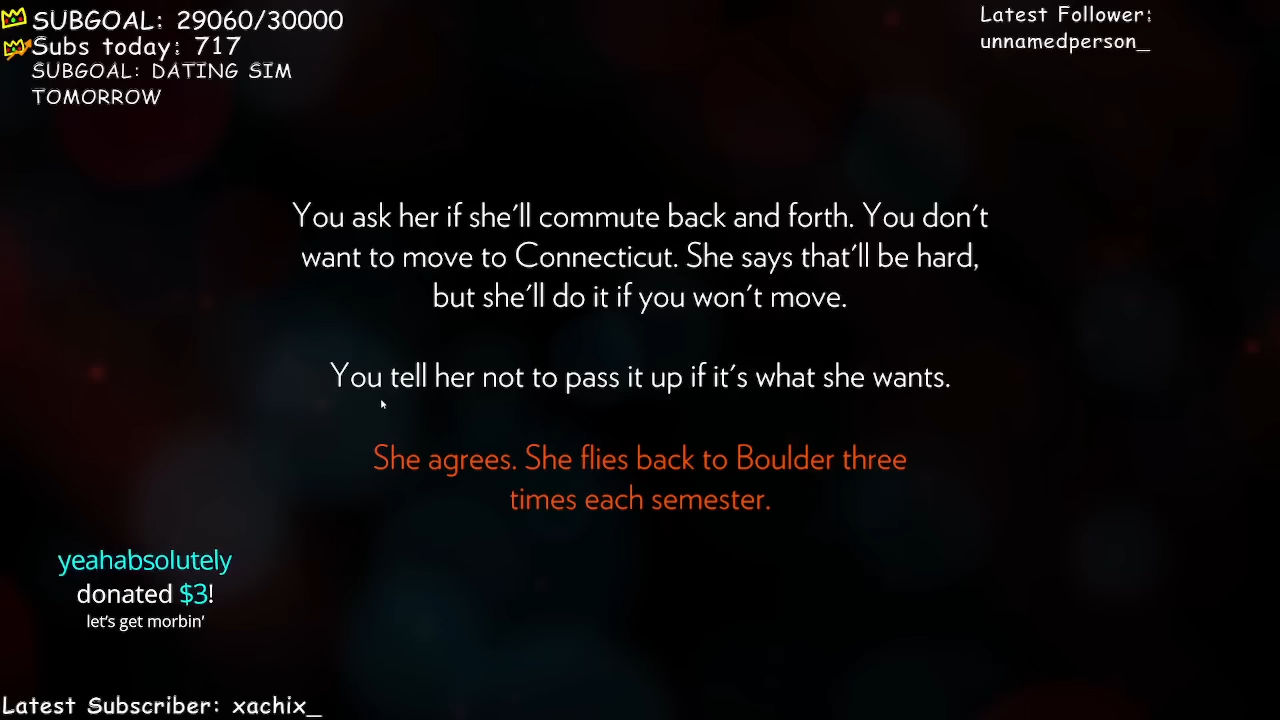 SUBGOAL: 29060/30000
Subs today: 717
SUBGOAL: DATING SIM
TOMORROW
Latest Follower:
unnamedperson_
You ask her if she'll commute back and forth. You don't
want to move to Connecticut. She says that'll be hard,
but she'll do it if you won't move.
You tell her not to pass it up if it's what she wants.
She agrees. She flies back to Boulder three
times each semester.
yeahabsolutely
donated $3!
let's get morbin'
Latest Subscriber: xachix_